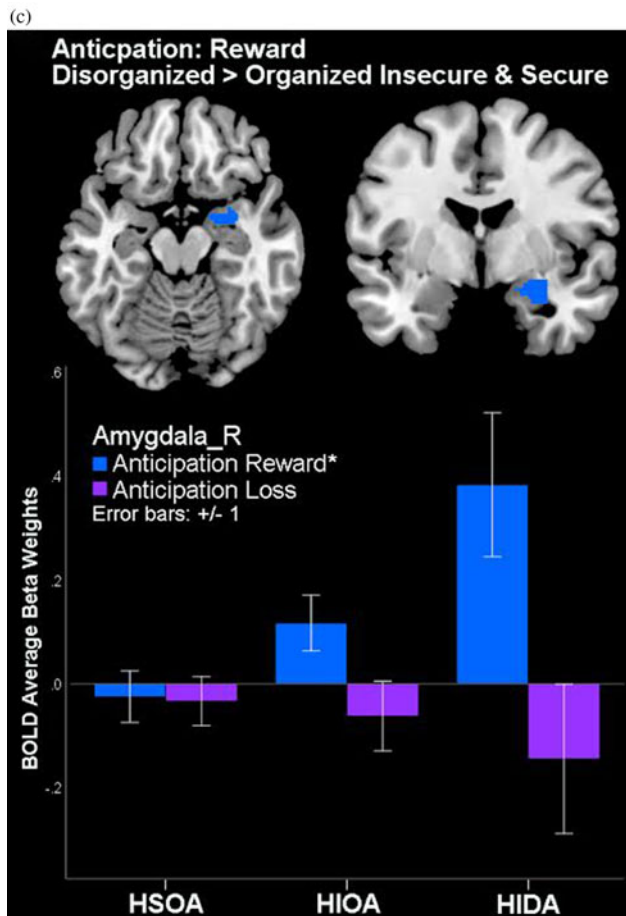 (c)
Anticpation: Reward
Disorganized > Organized Insecure & Secure
.6
Amygdala_R
.4
Anticipation Reward*
Anticipation Loss
Error bars: +/- 1
.2
.0
-.2
BOLD Average Beta Weights
HSOA HIOA HIDA